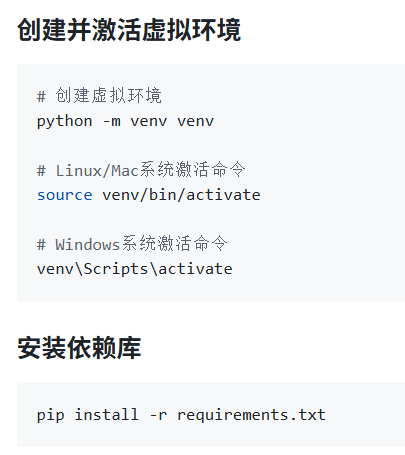 创建并激活虚拟环境
# 创建虚拟环境
python -m venv venv
# Linux/Mac系统激活命令
source venv/bin/activate
# Windows系统激活命令
venv\Scripts\activate
安装依赖库
pip install -r requirements.txt